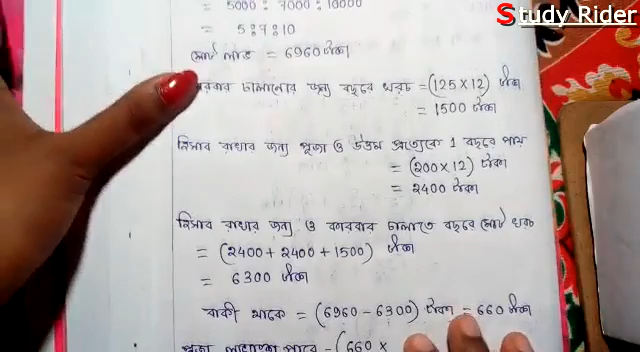 Study Rider
= 5000 : 7000 : 10000
= 5:7:10
মোট লাভ = 6960 টাকা
কারবার চালানোর জন্য বছরে খরচ = (125 X 12) টাকা
= 1500 টাকা
হিসাব রাখার জন্য পূজা ও উত্তম প্রত্যেকে 1 বছরে পায়
= (200 x 12) টাকা
= 2400 টাকা
হিসাব রাখার জন্য ও কারবার চালাতে বছরে মোট খরচ
= (2400 + 2400 + 1500) টাকা
= 6300 টাকা
বাকী থাকে = (6960 - 6300) টাকা = 660 টাকা
পূজা লাভ্যাংশ পাবে = (660 x